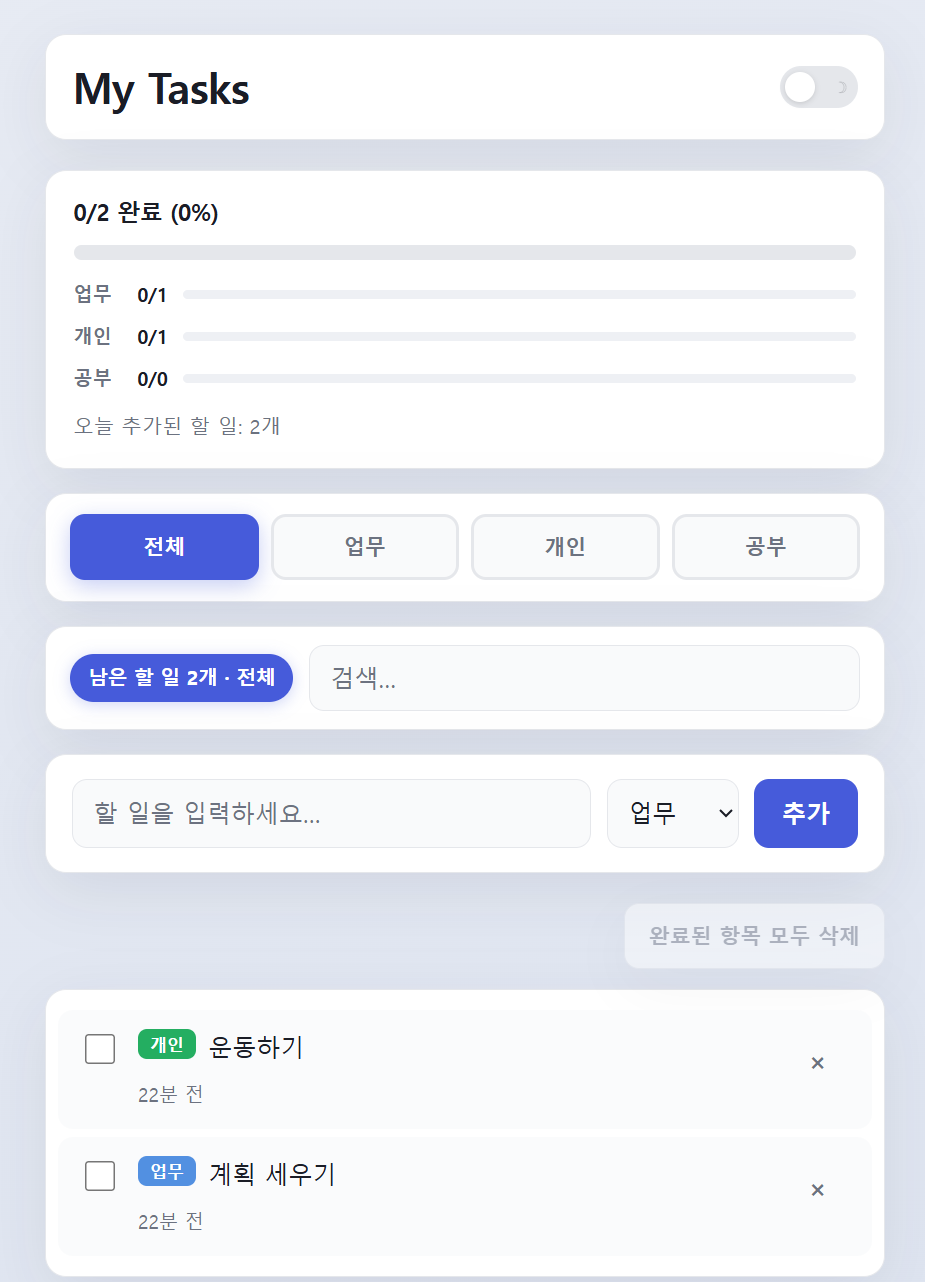 My Tasks
0/2 완료 (0%)
업무 0/1
개인 0/1
공부 0/0
오늘 추가된 할 일: 2개
전체 업무 개인 공부
남은 할 일 2개 · 전체 검색...
할 일을 입력하세요... 업무 추가
완료된 항목 모두 삭제
개인 운동하기 ×
22분 전
업무 계획 세우기 ×
22분 전